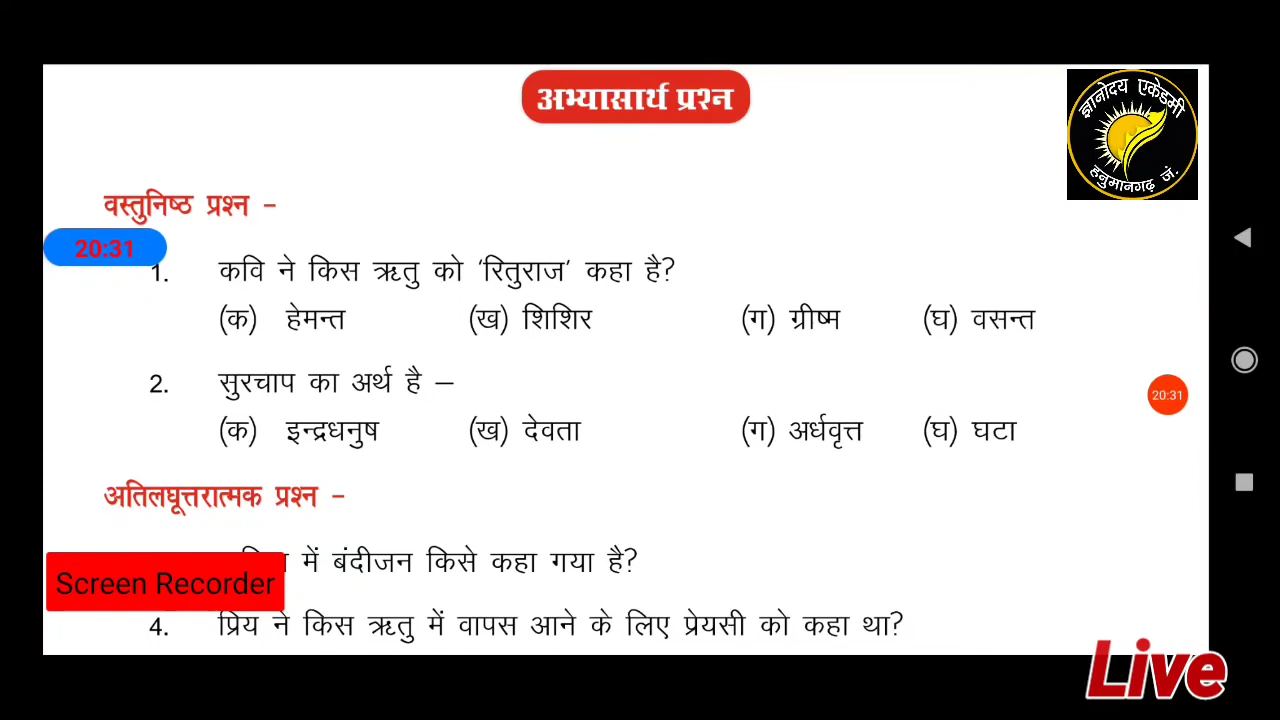 अभ्यासार्थ प्रश्न
ज्ञानोदय एकेडमी
हनुमानगढ़ जं.
वस्तुनिष्ठ प्रश्न -
20:31
1. कवि ने किस ऋतु को 'रितुराज' कहा है?
(क) हेमन्त (ख) शिशिर (ग) ग्रीष्म (घ) वसन्त
2. सुरचाप का अर्थ है –
20:31
(क) इन्द्रधनुष (ख) देवता (ग) अर्धवृत्त (घ) घटा
अतिलघूत्तरात्मक प्रश्न -
में बंदीजन किसे कहा गया है?
Screen Recorder
4. प्रिय ने किस ऋतु में वापस आने के लिए प्रेयसी को कहा था?
Live